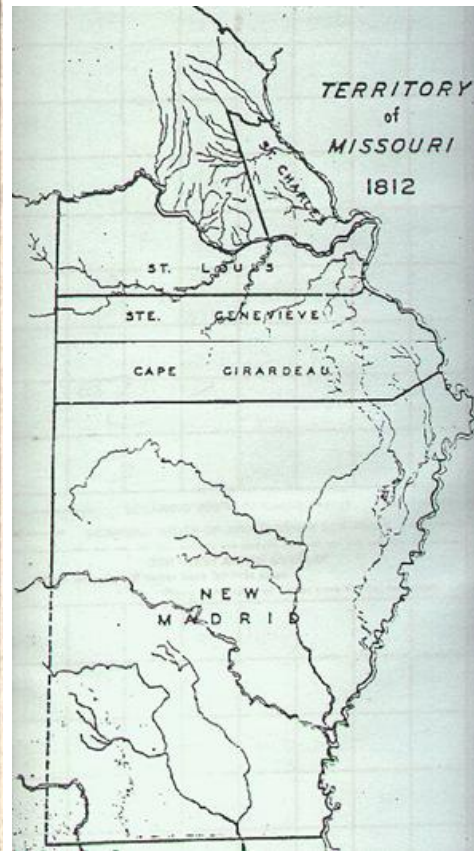 TERRITORY
of
MISSOURI
1812
ST. CHARLES
ST. LOUIS
STE. GENEVIEVE
CAPE GIRARDEAU
NEW
MADRID